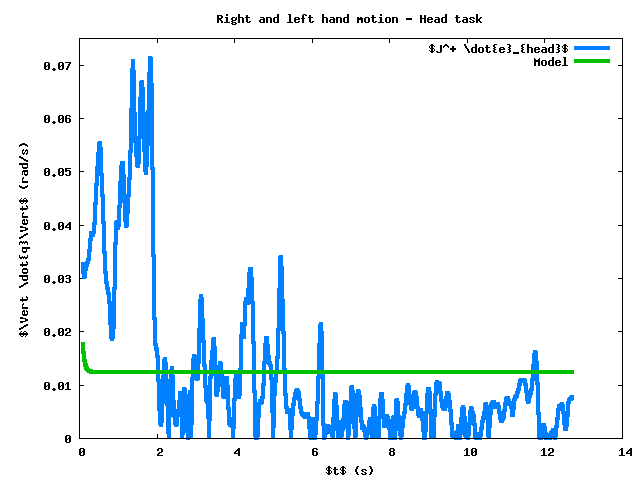 Right and left hand motion - Head task
$J^+ \dot{e}_{head}$
Model
$\Vert \dot{q}\Vert$ (rad/s)
0.07
0.06
0.05
0.04
0.03
0.02
0.01
0
0 2 4 6 8 10 12 14
$t$ (s)